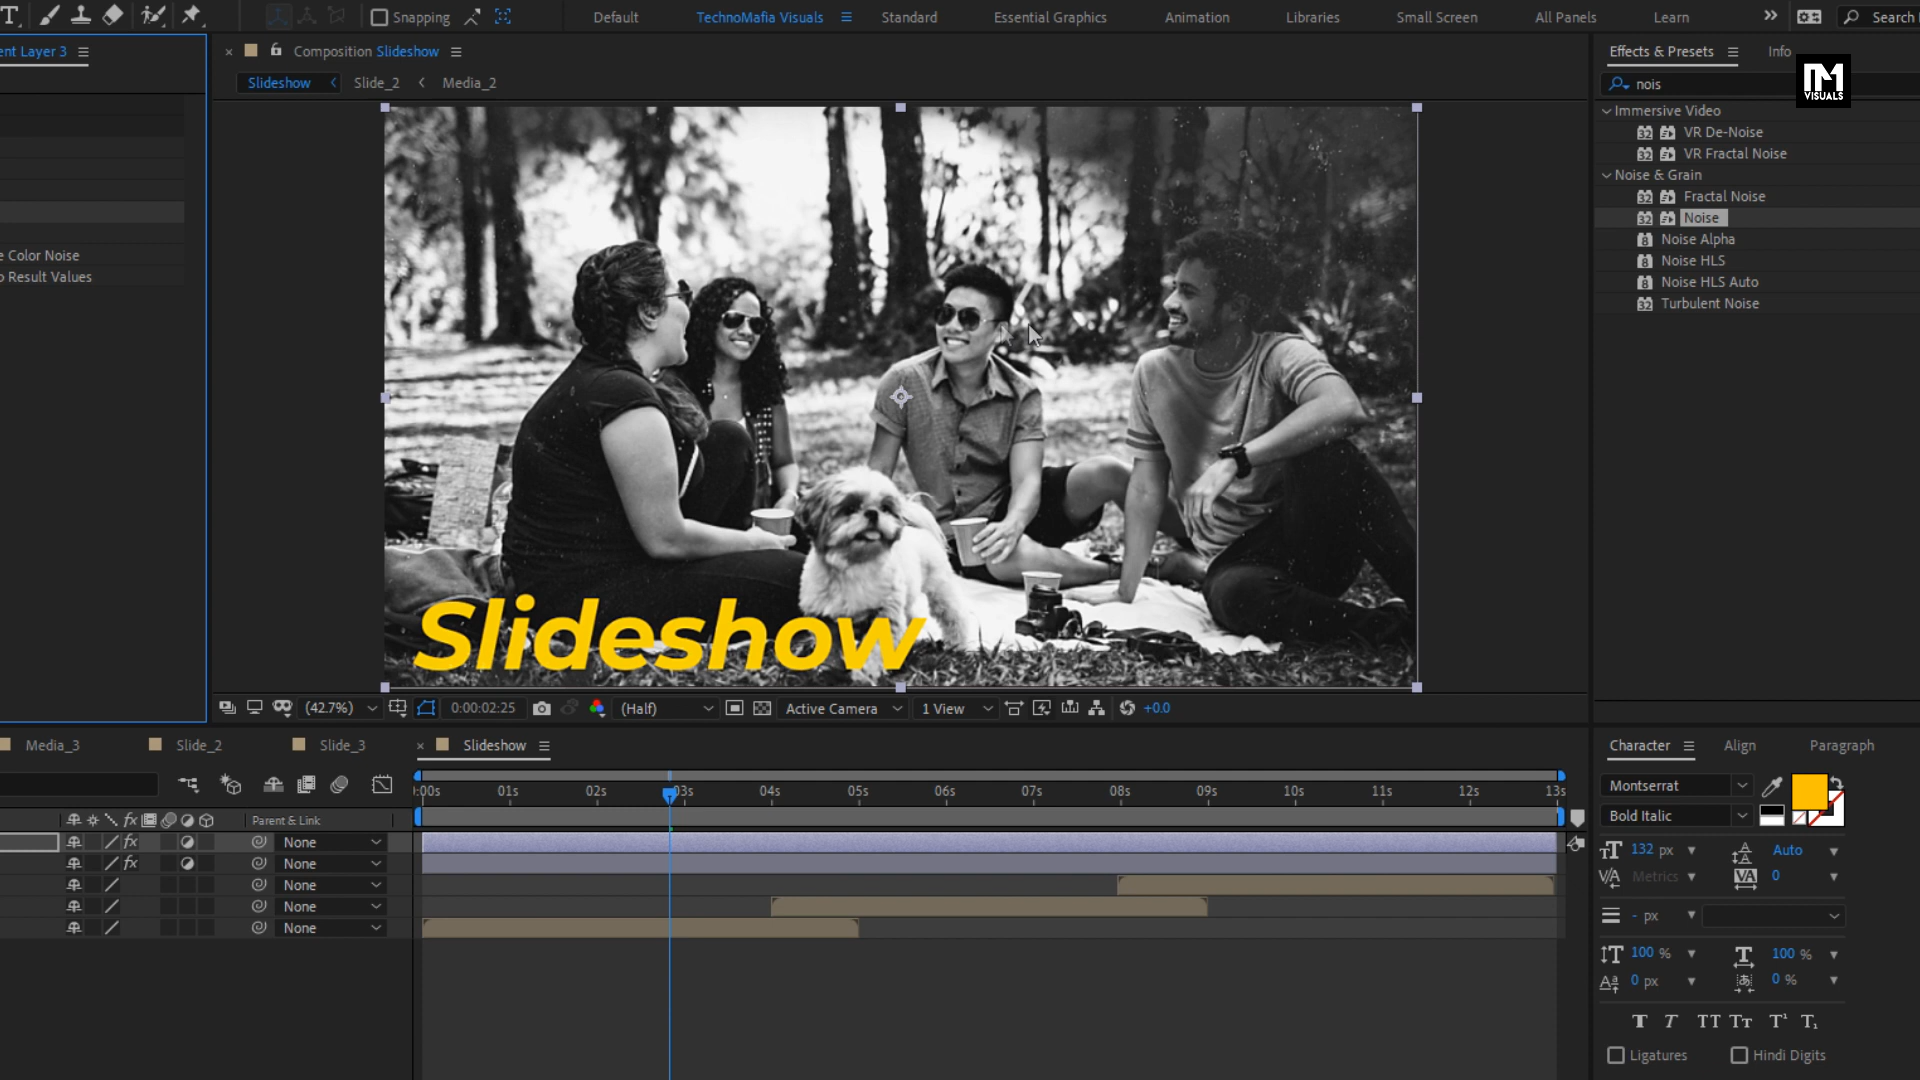 Snapping
Default
TechnoMafia Visuals
Standard
Essential Graphics
Animation
Libraries
Small Screen
All Panels
Learn
Search
ent Layer 3
Composition Slideshow
Effects & Presets
Info
Slideshow
Slide_2
Media_2
nois
VISUALS
Immersive Video
VR De-Noise
VR Fractal Noise
Noise & Grain
Fractal Noise
Noise
Noise Alpha
Noise HLS
Noise HLS Auto
Turbulent Noise
e Color Noise
o Result Values
Slideshow
(42.7%)
0:00:02:25
(Half)
Active Camera
1 View
+0.0
Media_3
Slide_2
Slide_3
Slideshow
Character
Align
Paragraph
:00s
01s
02s
03s
04s
05s
06s
07s
08s
09s
10s
11s
12s
13s
Parent & Link
None
None
None
None
None
Montserrat
Bold Italic
132 px
Auto
Metrics
0
- px
100 %
100 %
0 px
0 %
Ligatures
Hindi Digits